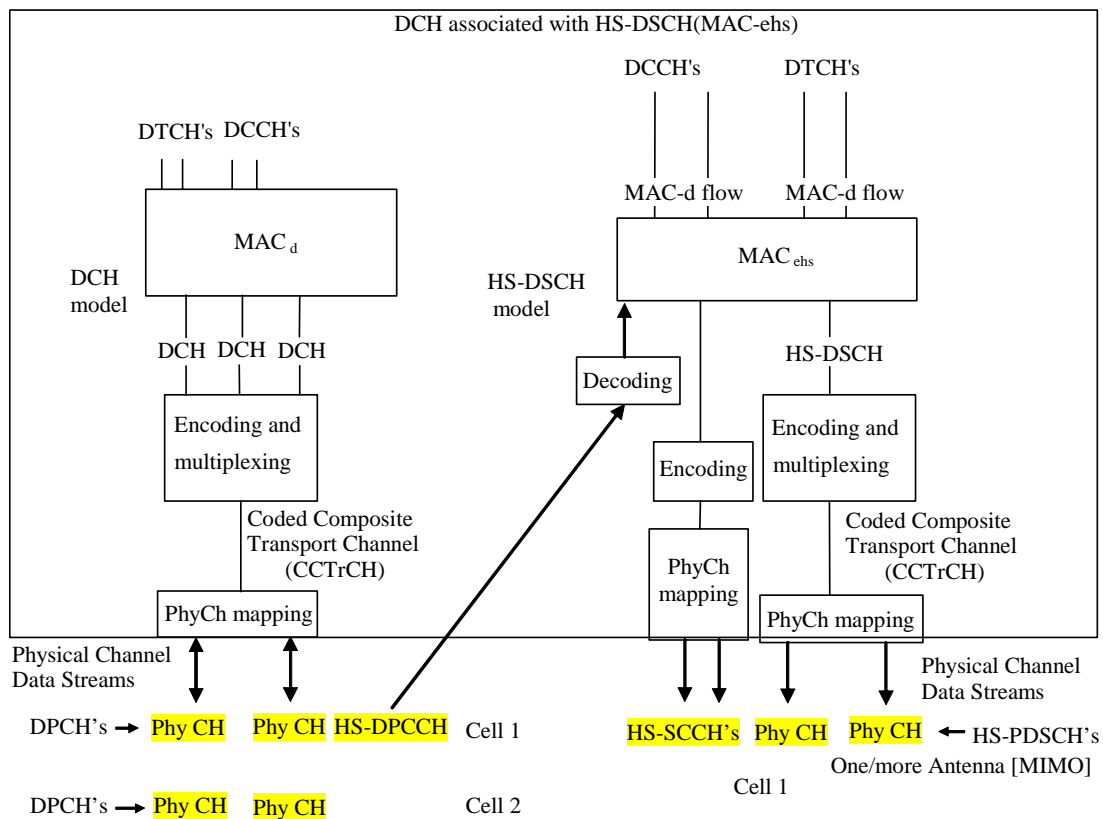 DCH associated with HS-DSCH(MAC-ehs)
DCCH's
DTCH's
DTCH's
DCCH's
MAC-d flow
MAC-d flow
MAC d
MAC ehs
DCH
model
HS-DSCH
model
DCH
DCH
DCH
HS-DSCH
Decoding
Encoding and
multiplexing
Encoding and
multiplexing
Encoding
Coded Composite
Transport Channel
(CCTrCH)
Coded Composite
Transport Channel
(CCTrCH)
PhyCh
mapping
PhyCh mapping
PhyCh mapping
Physical Channel
Data Streams
Physical Channel
Data Streams
DPCH’s
Phy CH
Phy CH
HS-DPCCH
Cell 1
HS-SCCH’s
Phy CH
Phy CH
HS-PDSCH’s
One/more Antenna [MIMO]
Cell 1
DPCH’s
Phy CH
Phy CH
Cell 2